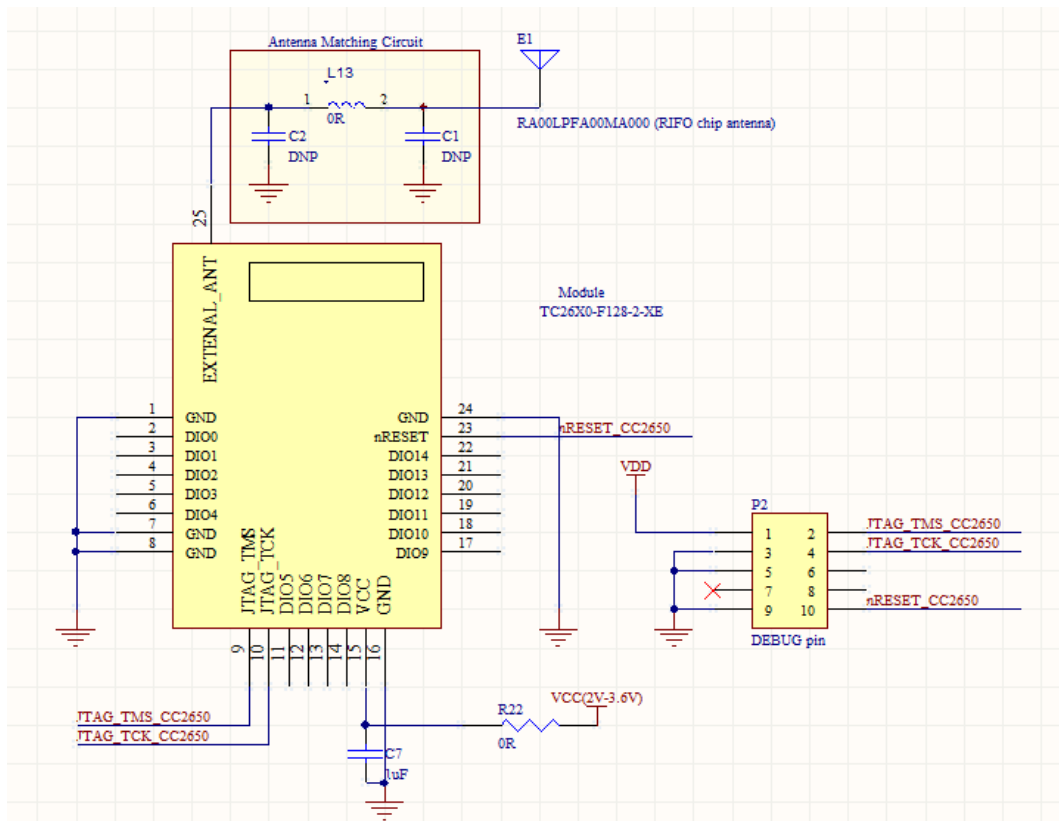 Antenna Matching Circuit
E1
L13
1
2
0R
C2
DNP
C1
DNP
RA00LPFA00MA000 (RIFO chip antenna)
25
EXTENAL_ANT
Module
TC26X0-F128-2-XE
1 GND
2 DIO0
3 DIO1
4 DIO2
5 DIO3
6 DIO4
7 GND
8 GND
GND 24
nRESET 23
DIO14 22
DIO13 21
DIO12 20
DIO11 19
DIO10 18
DIO9 17
nRESET_CC2650
JTAG_TMS
JTAG_TCK
DIO5
DIO6
DIO7
DIO8
VCC
GND
9
10
11
12
13
14
15
16
JTAG_TMS_CC2650
JTAG_TCK_CC2650
C7
1uF
R22
0R
VCC(2V-3.6V)
VDD
P2
1 2
3 4
5 6
7 8
9 10
JTAG_TMS_CC2650
JTAG_TCK_CC2650
nRESET_CC2650
DEBUG pin